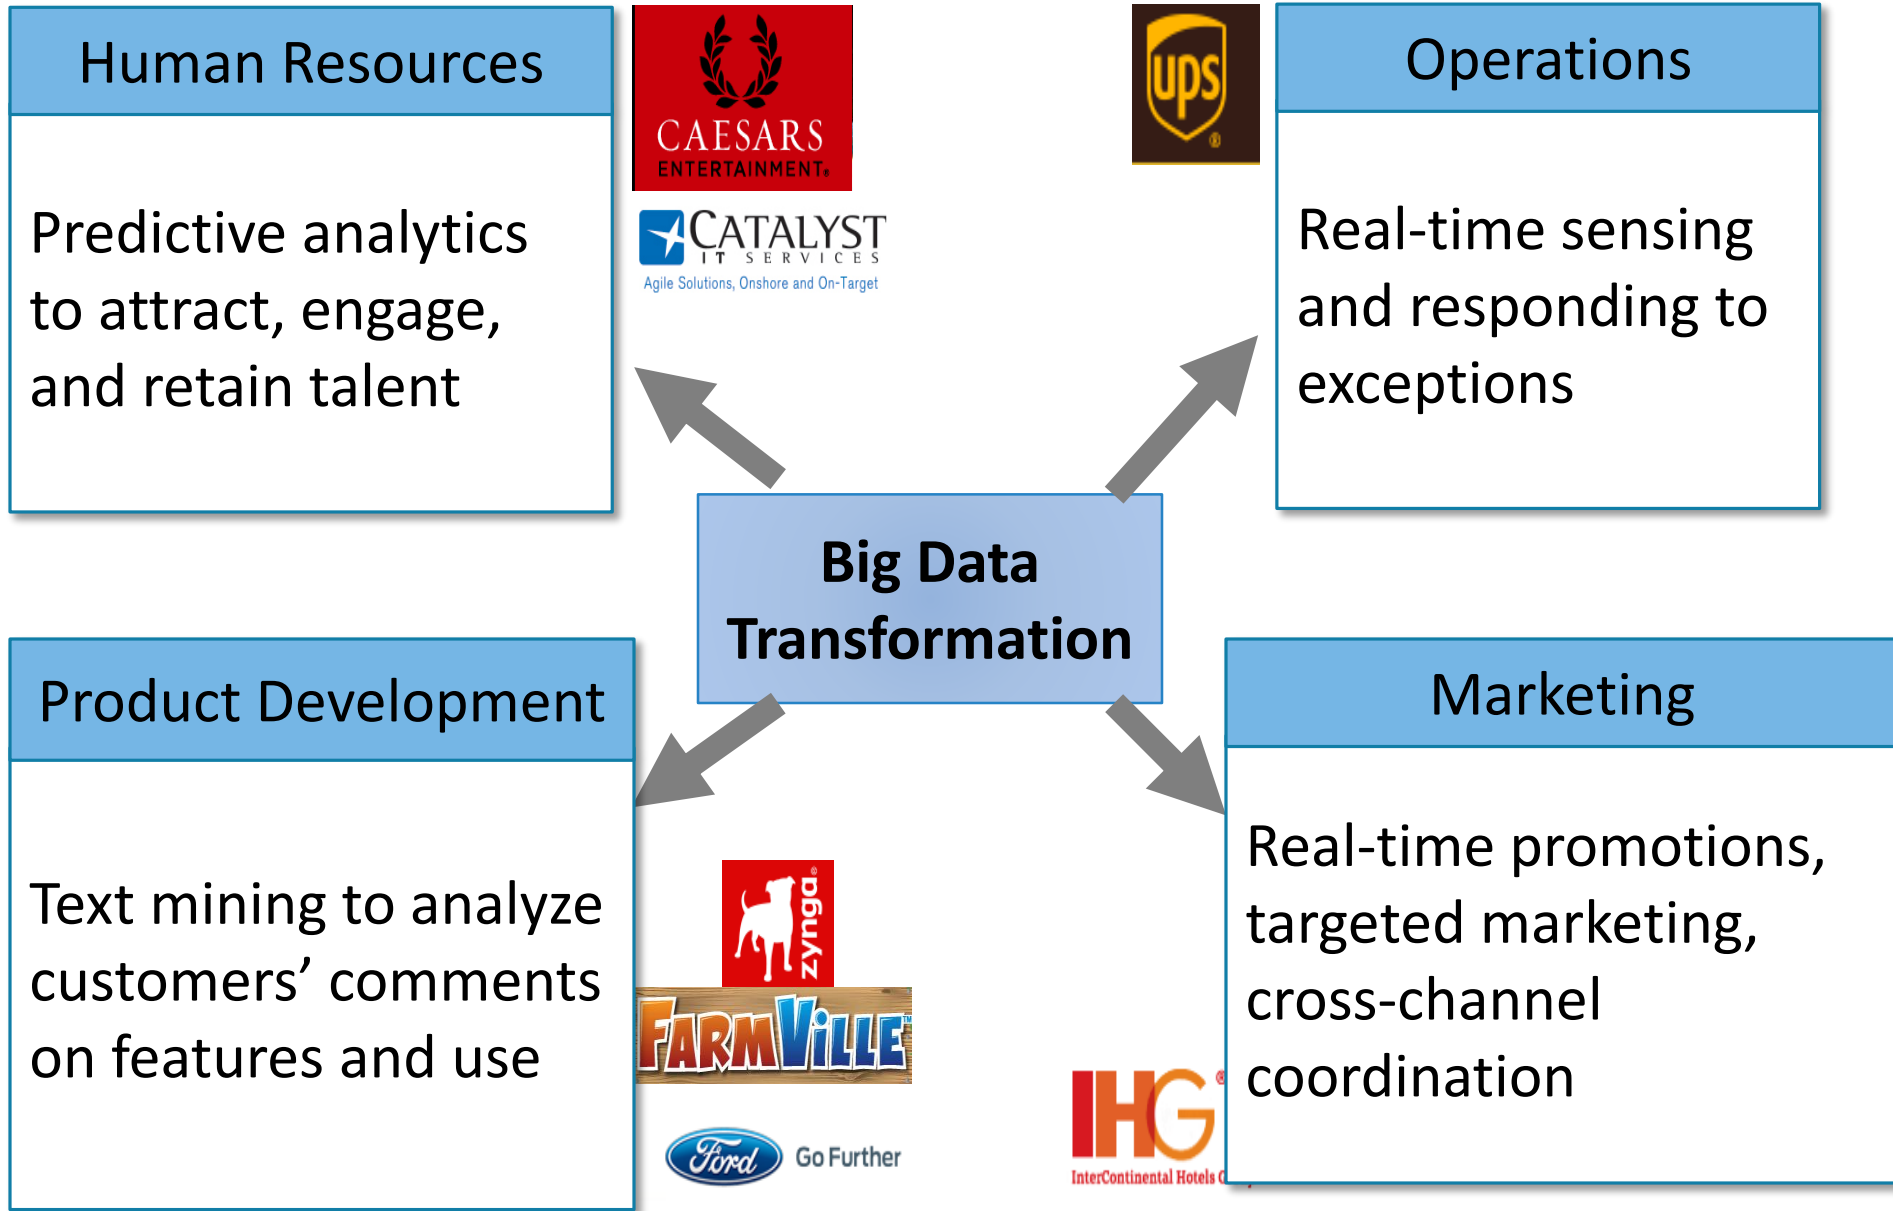 Human Resources
Predictive analytics
to attract, engage,
and retain talent
CAESARS
ENTERTAINMENT®
CATALYST
IT SERVICES
Agile Solutions, Onshore and On-Target
ups
®
Operations
Real-time sensing
and responding to
exceptions
Big Data
Transformation
Product Development
Text mining to analyze
customers’ comments
on features and use
zynga®
FARMVILLE™
Ford
Go Further
IHG®
InterContinental Hotels
Marketing
Real-time promotions,
targeted marketing,
cross-channel
coordination